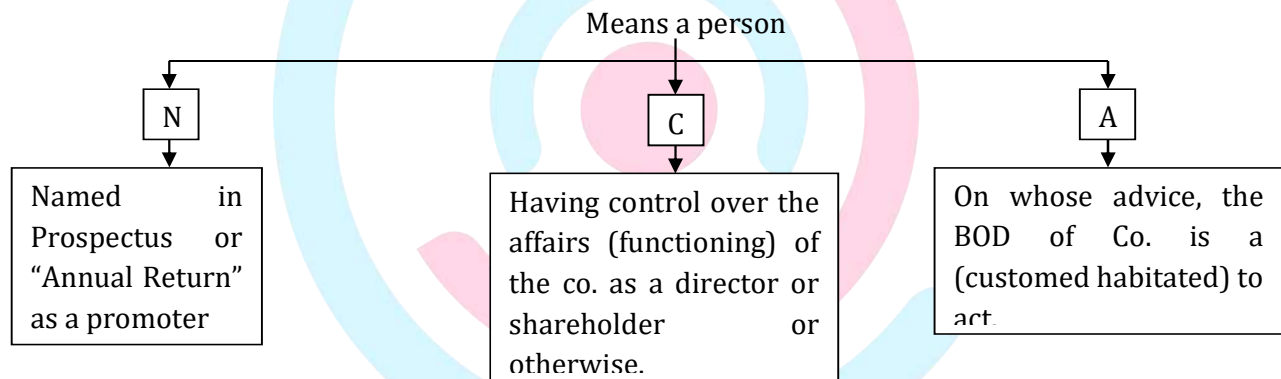 Means a person
N
C
A
Named in
Prospectus or
“Annual Return”
as a promoter
Having control over the
affairs (functioning) of
the co. as a director or
shareholder or
otherwise.
On whose advice, the
BOD of Co. is a
(customed habitated) to
act.